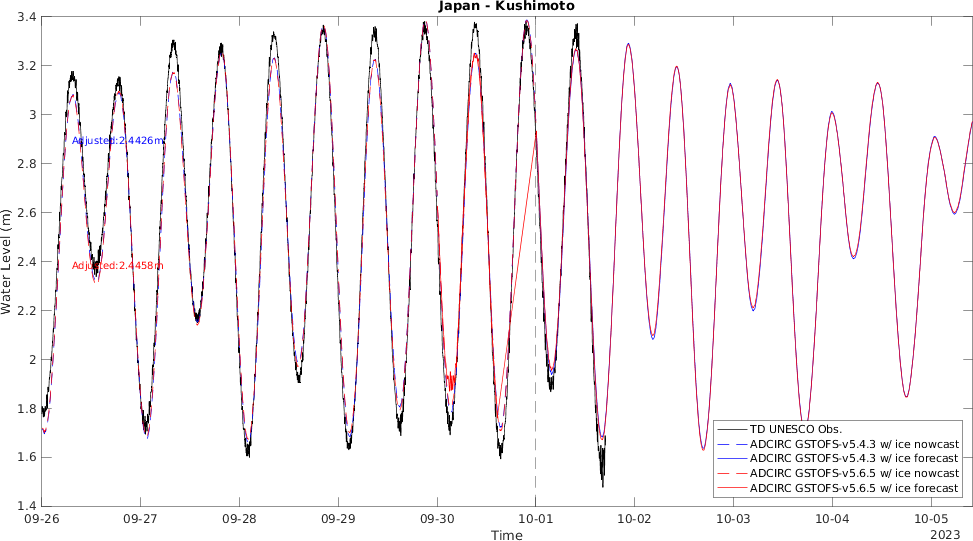 Japan - Kushimoto
3.4
3.2
3
2.8
2.6
2.4
2.2
2
1.8
1.6
1.4
Water Level (m)
Adjusted:2.4426m
Adjusted:2.4458m
TD UNESCO Obs.
ADCIRC GSTOFS-v5.4.3 w/ ice nowcast
ADCIRC GSTOFS-v5.4.3 w/ ice forecast
ADCIRC GSTOFS-v5.6.5 w/ ice nowcast
ADCIRC GSTOFS-v5.6.5 w/ ice forecast
09-26 09-27 09-28 09-29 09-30 10-01 10-02 10-03 10-04 10-05
Time
2023